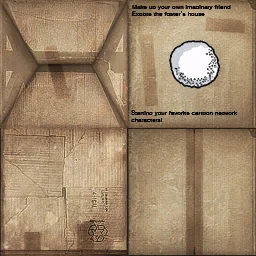 Make up your own imaginary friend
Explore the foster's house
Starring your favorite cartoon network
characters!